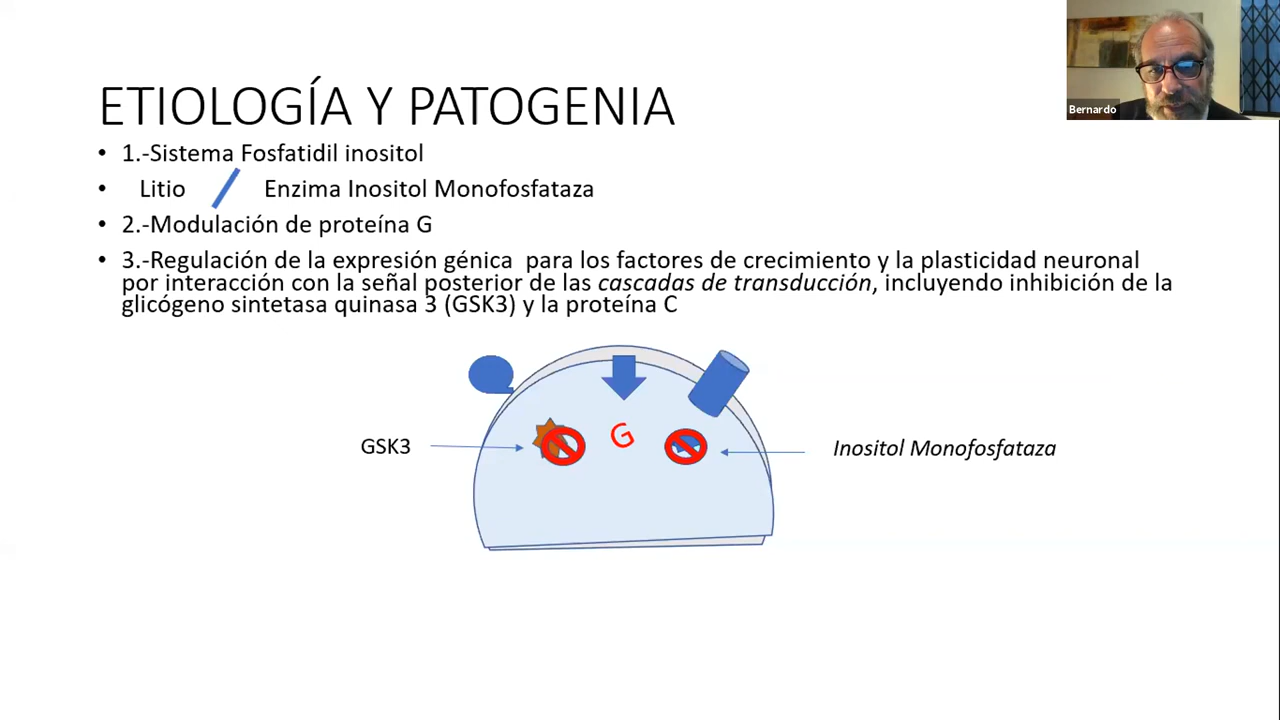 Bernardo
ETIOLOGÍA Y PATOGENIA
• 1.-Sistema Fosfatidil inositol
• Litio Enzima Inositol Monofosfataza
• 2.-Modulación de proteína G
• 3.-Regulación de la expresión génica para los factores de crecimiento y la plasticidad neuronal
por interacción con la señal posterior de las cascadas de transducción, incluyendo inhibición de la
glicógeno sintetasa quinasa 3 (GSK3) y la proteína C
GSK3
G
Inositol Monofosfataza